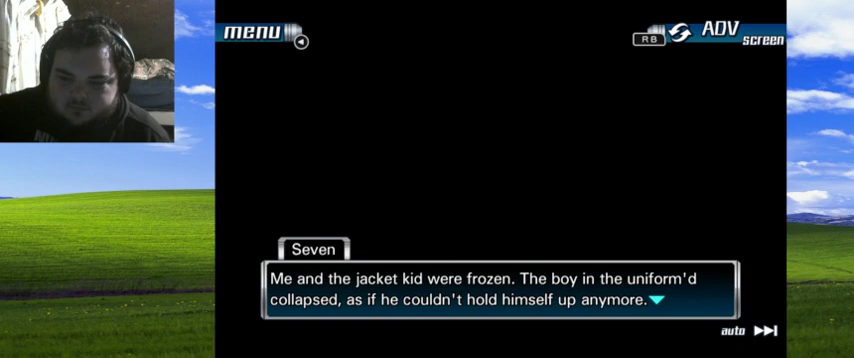 menu
RB ADV screen
Seven
Me and the jacket kid were frozen. The boy in the uniform'd
collapsed, as if he couldn't hold himself up anymore.
auto